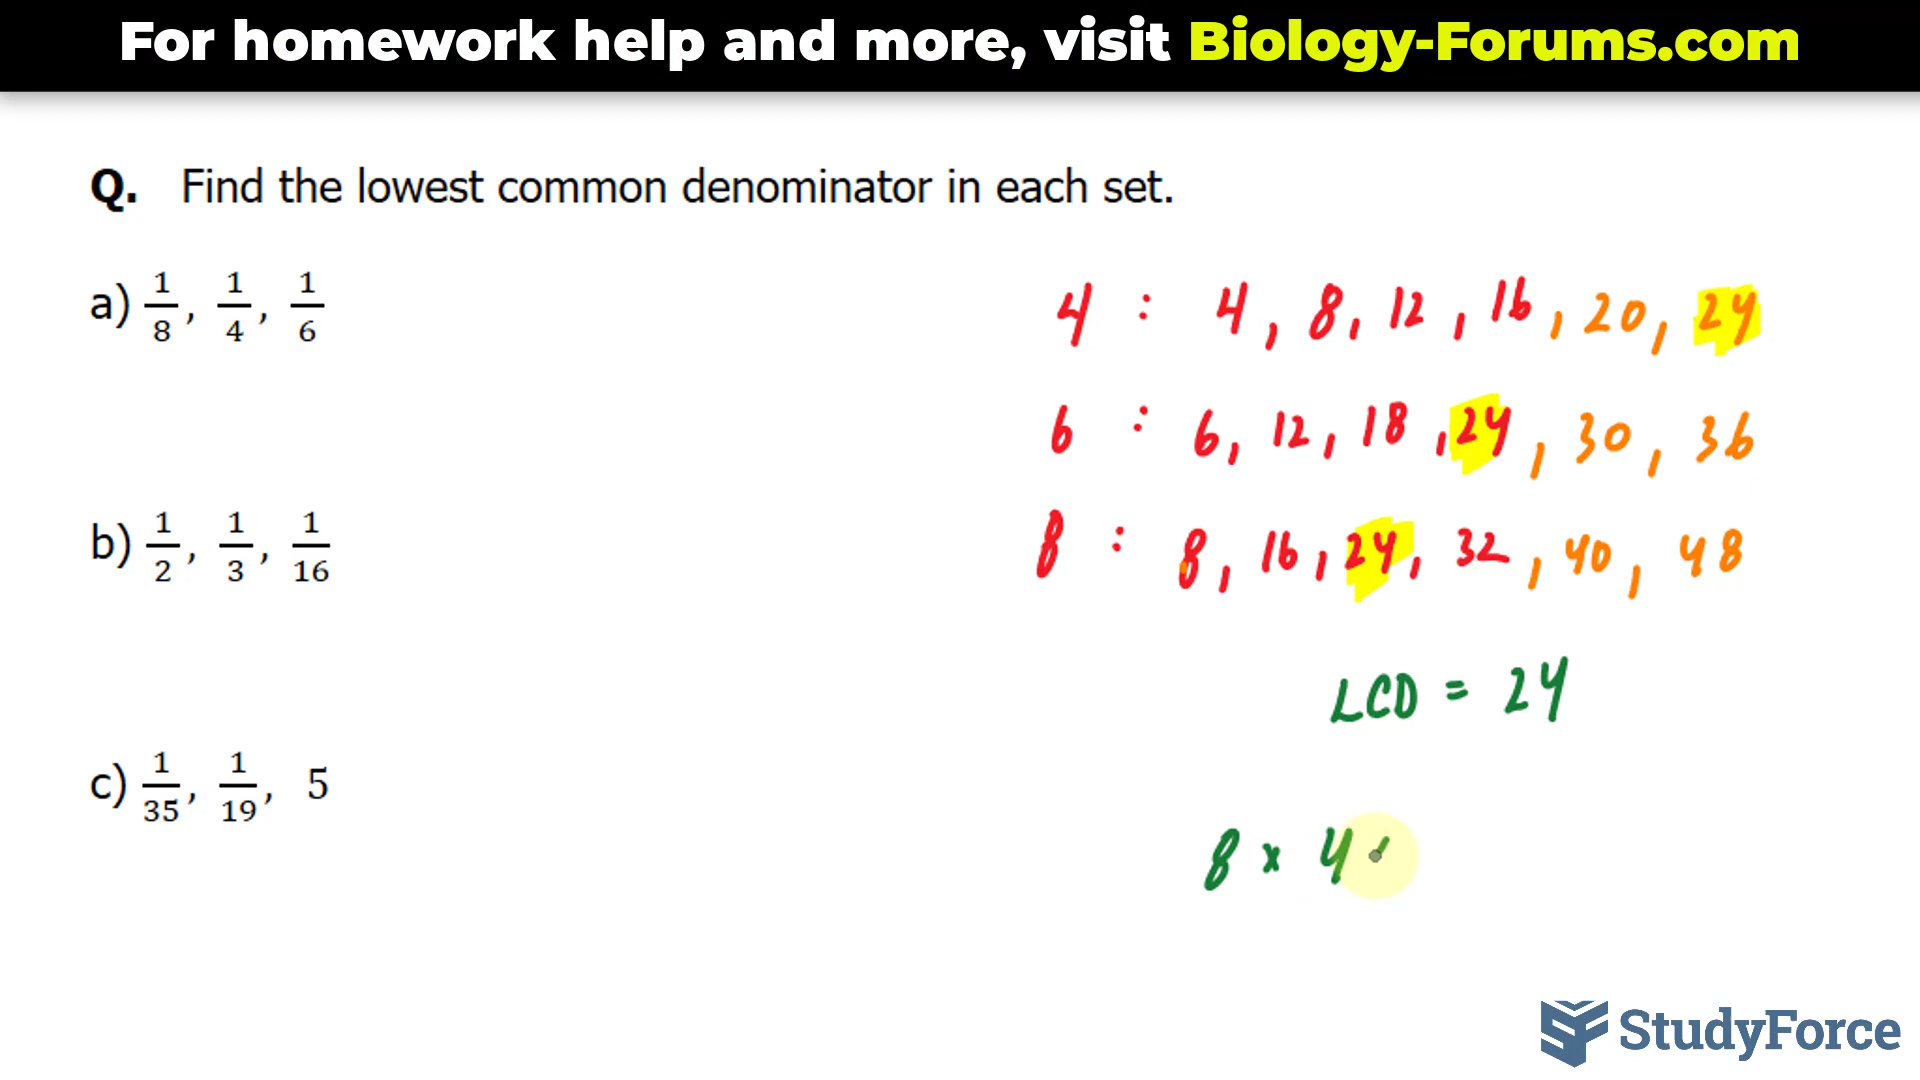 For homework help and more, visit Biology-Forums.com
Q. Find the lowest common denominator in each set.
a) 1/8, 1/4, 1/6
4 : 4, 8, 12, 16, 20, 24
6 : 6, 12, 18, 24, 30, 36
b) 1/2, 1/3, 1/16
8 : 8, 16, 24, 32, 40, 48
LCD = 24
c) 1/35, 1/19, 5
8 × 4
StudyForce